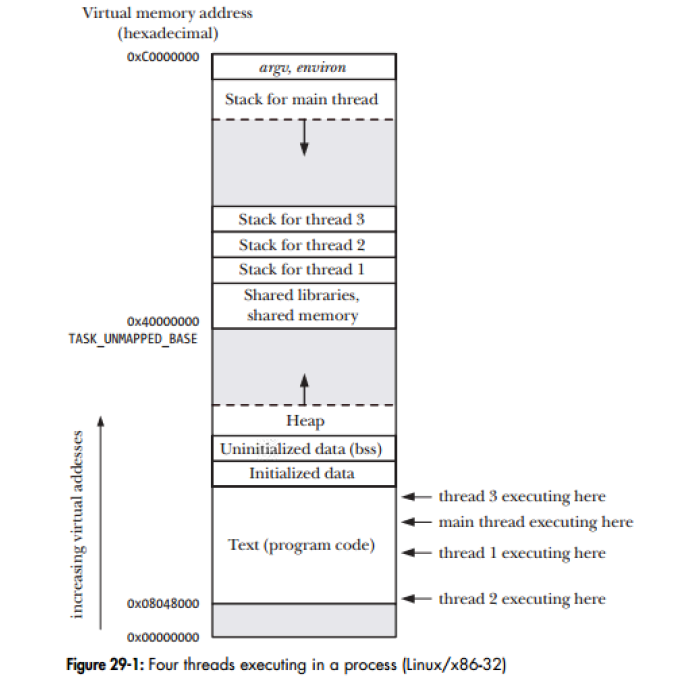 Virtual memory address
(hexadecimal)
0xC0000000
argv, environ
Stack for main thread
Stack for thread 3
Stack for thread 2
Stack for thread 1
Shared libraries,
shared memory
0x40000000
TASK_UNMAPPED_BASE
Heap
Uninitialized data (bss)
Initialized data
increasing virtual addesses
thread 3 executing here
main thread executing here
Text (program code)
thread 1 executing here
thread 2 executing here
0x08048000
0x00000000
Figure 29-1: Four threads executing in a process (Linux/x86-32)